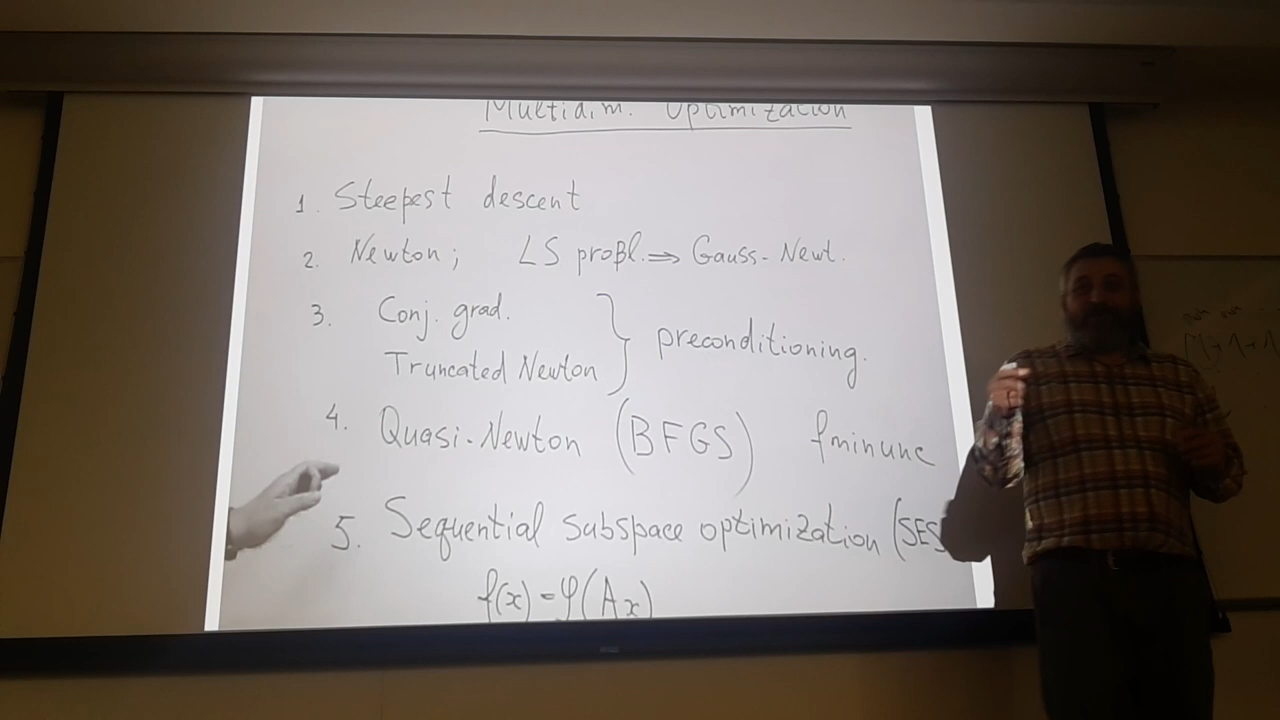 Multidim. Optimization
1. Steepest descent
2. Newton; LS probl. ⇒ Gauss-Newt.
3. Conj. grad.
Truncated Newton } preconditioning.
4. Quasi-Newton (BFGS) fminunc
5. Sequential subspace optimization (SES
f(x) = φ(Ax)